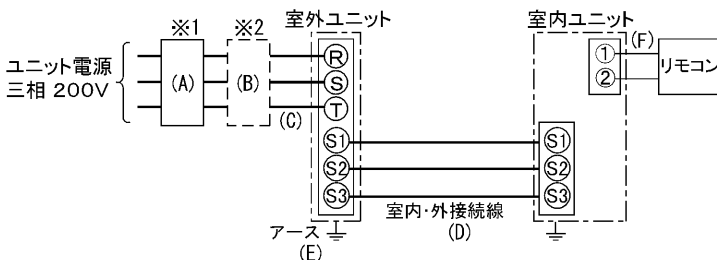 室外ユニット
室内ユニット
※1
※2
ユニット電源
三相 200V
(A)
(B)
(C)
R
S
T
S1
S2
S3
アース
(E)
室内・外接続線
(D)
S1
S2
S3
1
2
(F)
リモコン